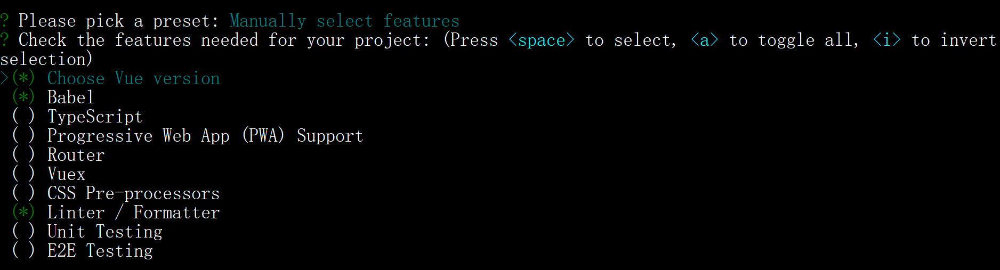 ? Please pick a preset: Manually select features
? Check the features needed for your project: (Press <space> to select, <a> to toggle all, <i> to invert
selection)
>(*) Choose Vue version
 (*) Babel
 ( ) TypeScript
 ( ) Progressive Web App (PWA) Support
 ( ) Router
 ( ) Vuex
 ( ) CSS Pre-processors
 (*) Linter / Formatter
 ( ) Unit Testing
 ( ) E2E Testing